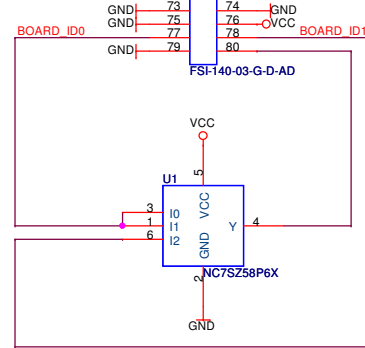 GND 73 74 GND
GND 75 76 VCC
BOARD_ID0 77 78 BOARD_ID1
GND 79 80
FSI-140-03-G-D-AD
VCC
5
U1
VCC
3 I0
1 I1 Y 4
6 I2
GND
NC7SZ58P6X
2
GND